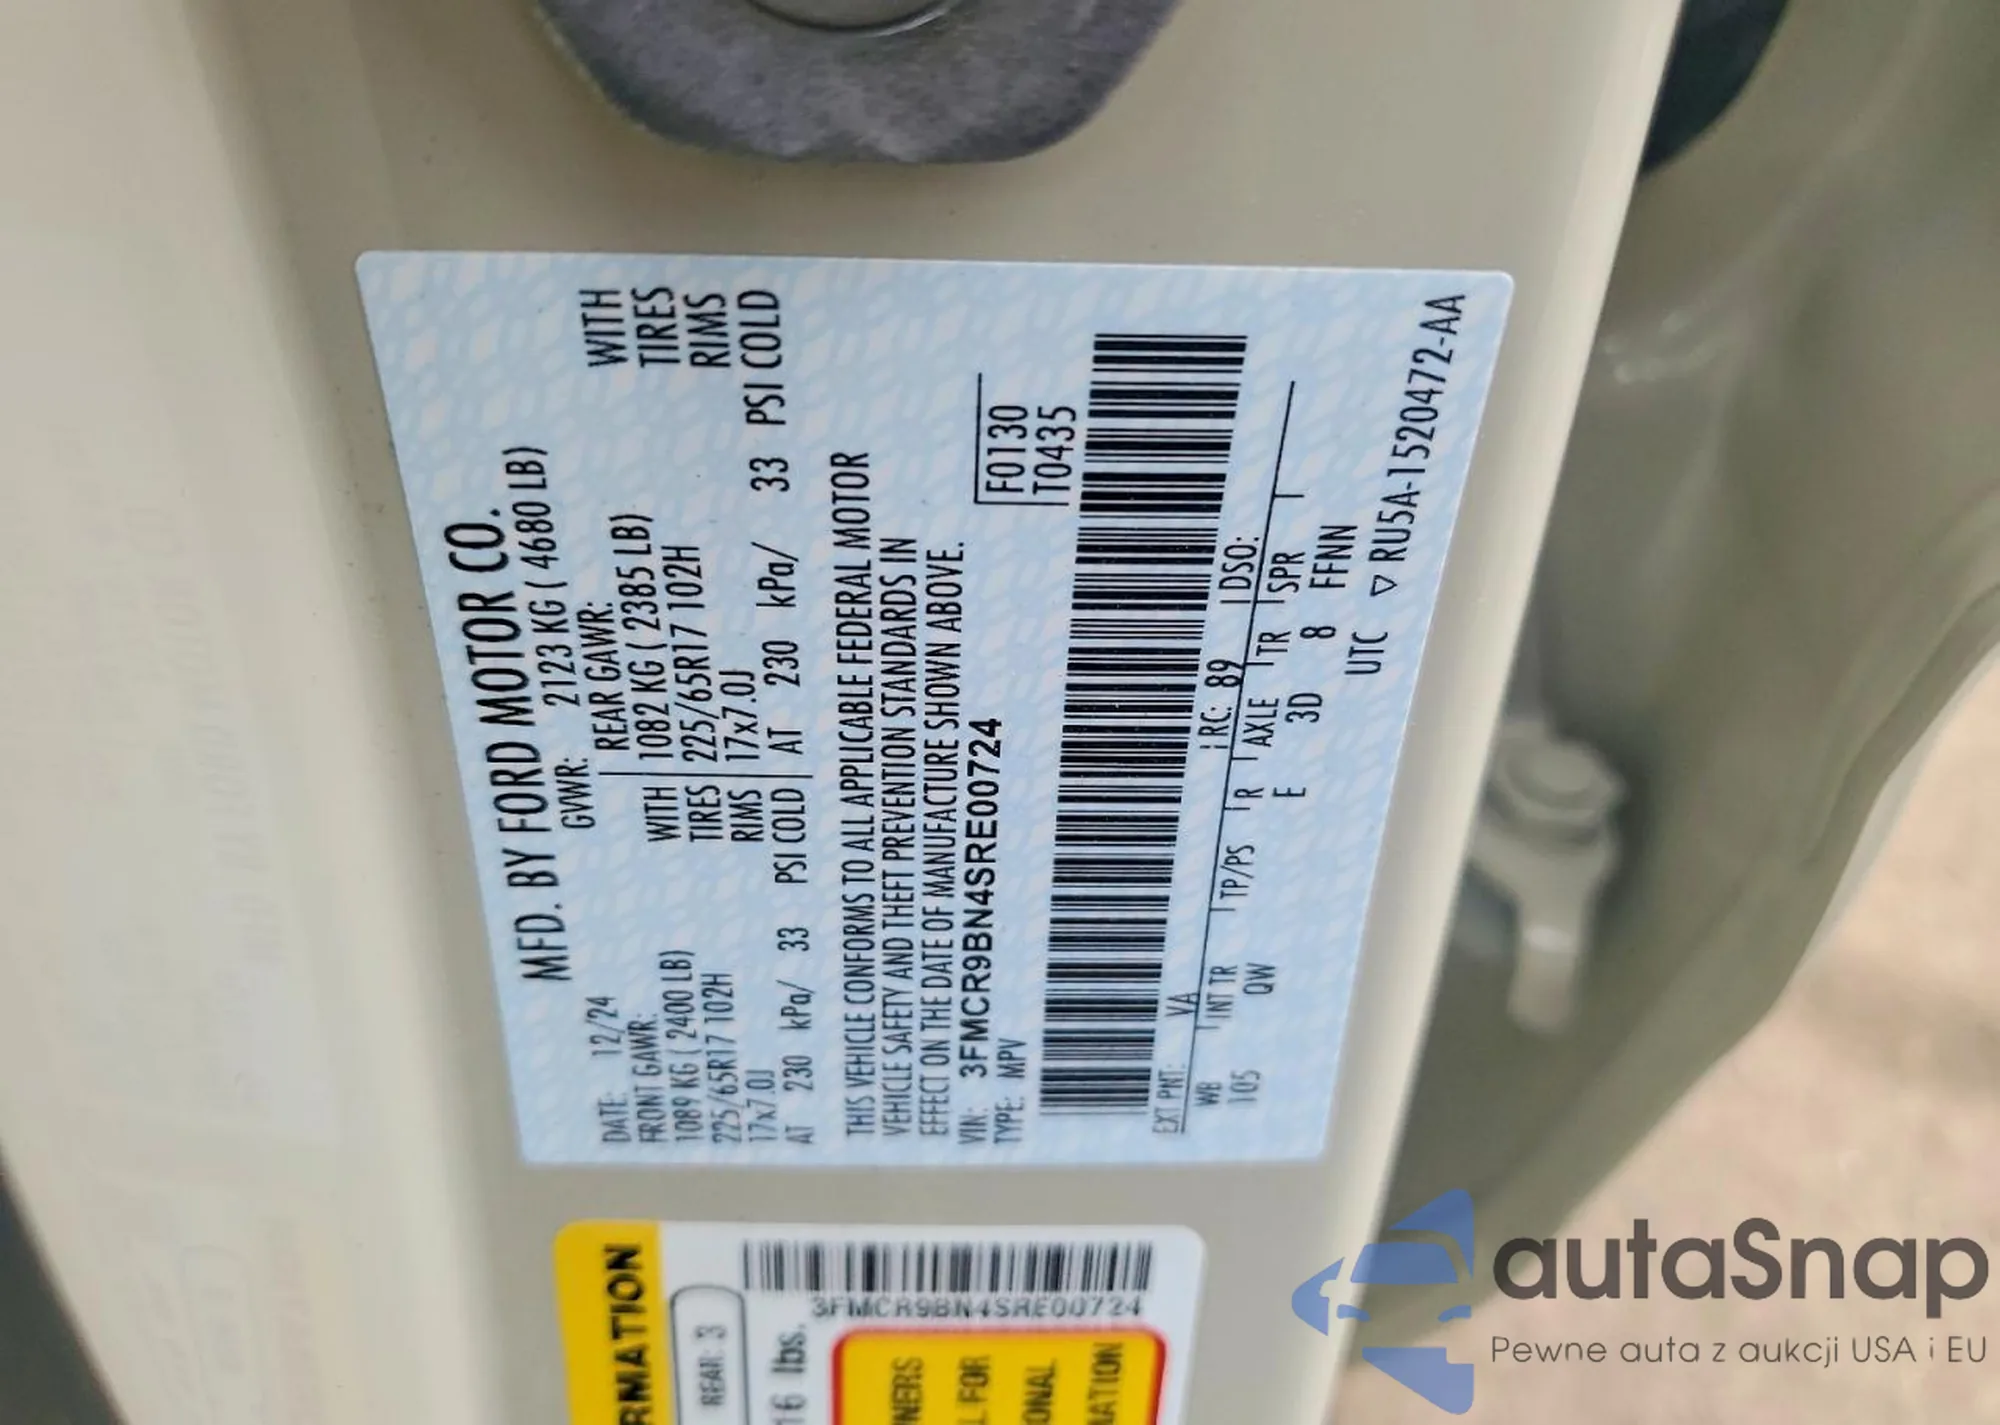 MFD. BY FORD MOTOR CO.
DATE: 12/24 GVWR: 2123 KG ( 4680 LB)
FRONT GAWR: REAR GAWR:
1089 KG ( 2400 LB) WITH 1082 KG ( 2385 LB) WITH
225/65R17 102H TIRES 225/65R17 102H TIRES
17x7.0J RIMS 17x7.0J RIMS
AT 230 kPa/ 33 PSI COLD AT 230 kPa/ 33 PSI COLD
THIS VEHICLE CONFORMS TO ALL APPLICABLE FEDERAL MOTOR
VEHICLE SAFETY AND THEFT PREVENTION STANDARDS IN
EFFECT ON THE DATE OF MANUFACTURE SHOWN ABOVE.
VIN: 3FMCR9BN4SRE00724 F0130
TYPE: MPV T0435
EXT PNT: VA RC: 89 DSO:
WB INT TR TP/PS R AXLE TR SPR
105 QW E 3D 8 FFNN
UTC ▽ RU5A-1520472-AA
RMATION
REAR: 3
16 lbs.
3FMCR9BN4SRE00724
NERS
L FOR
ONAL
MATION
autaSnap
Pewne auta z aukcji USA i EU